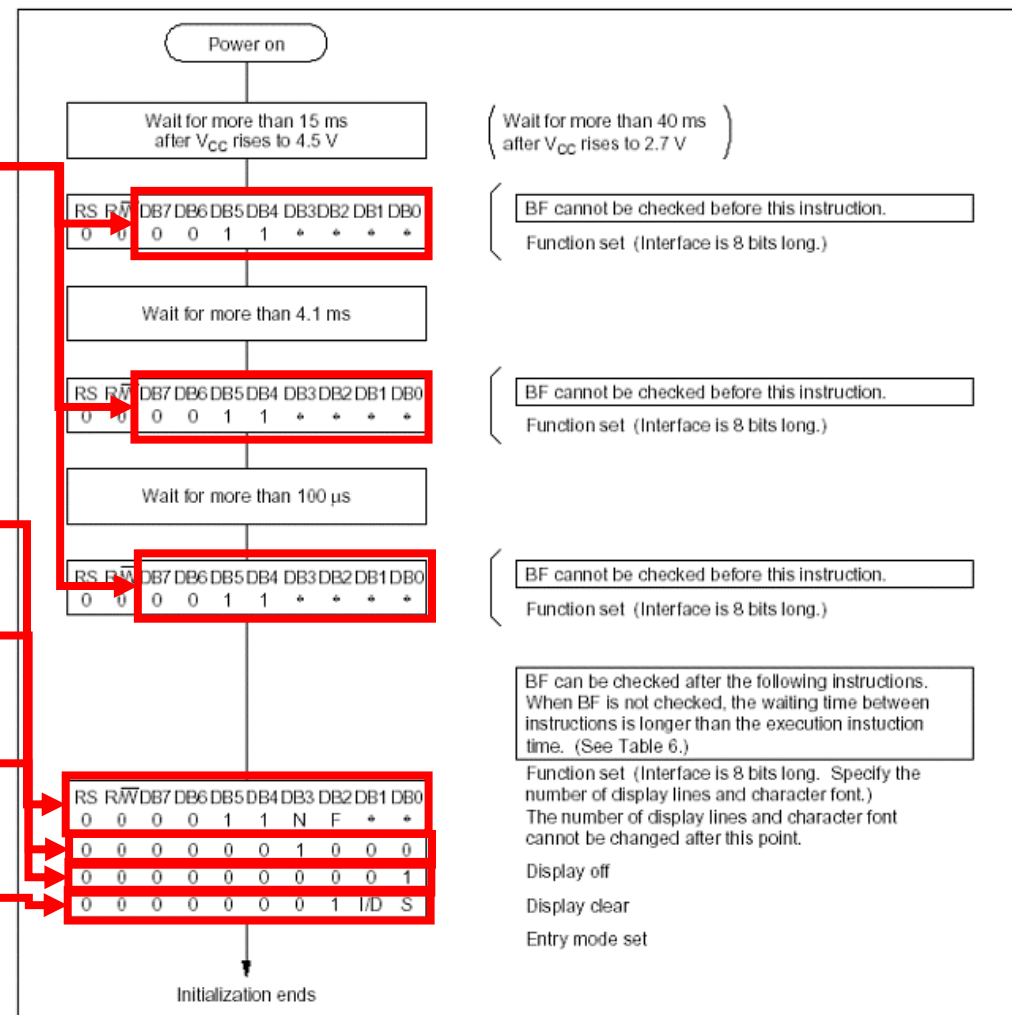 Power on
Wait for more than 15 ms
after VCC rises to 4.5 V
Wait for more than 40 ms
after VCC rises to 2.7 V
RS R/W DB7 DB6 DB5 DB4 DB3 DB2 DB1 DB0
0 0 0 0 1 1 * * * *
BF cannot be checked before this instruction.
Function set (Interface is 8 bits long.)
Wait for more than 4.1 ms
RS R/W DB7 DB6 DB5 DB4 DB3 DB2 DB1 DB0
0 0 0 0 1 1 * * * *
BF cannot be checked before this instruction.
Function set (Interface is 8 bits long.)
Wait for more than 100 µs
RS R/W DB7 DB6 DB5 DB4 DB3 DB2 DB1 DB0
0 0 0 0 1 1 * * * *
BF cannot be checked before this instruction.
Function set (Interface is 8 bits long.)
BF can be checked after the following instructions.
When BF is not checked, the waiting time between
instructions is longer than the execution instuction
time. (See Table 6.)
RS R/W DB7 DB6 DB5 DB4 DB3 DB2 DB1 DB0
0 0 0 0 1 1 N F * *
0 0 0 0 0 0 1 0 0 0
0 0 0 0 0 0 0 0 0 1
0 0 0 0 0 0 0 1 I/D S
Function set (Interface is 8 bits long. Specify the
number of display lines and character font.)
The number of display lines and character font
cannot be changed after this point.
Display off
Display clear
Entry mode set
Initialization ends